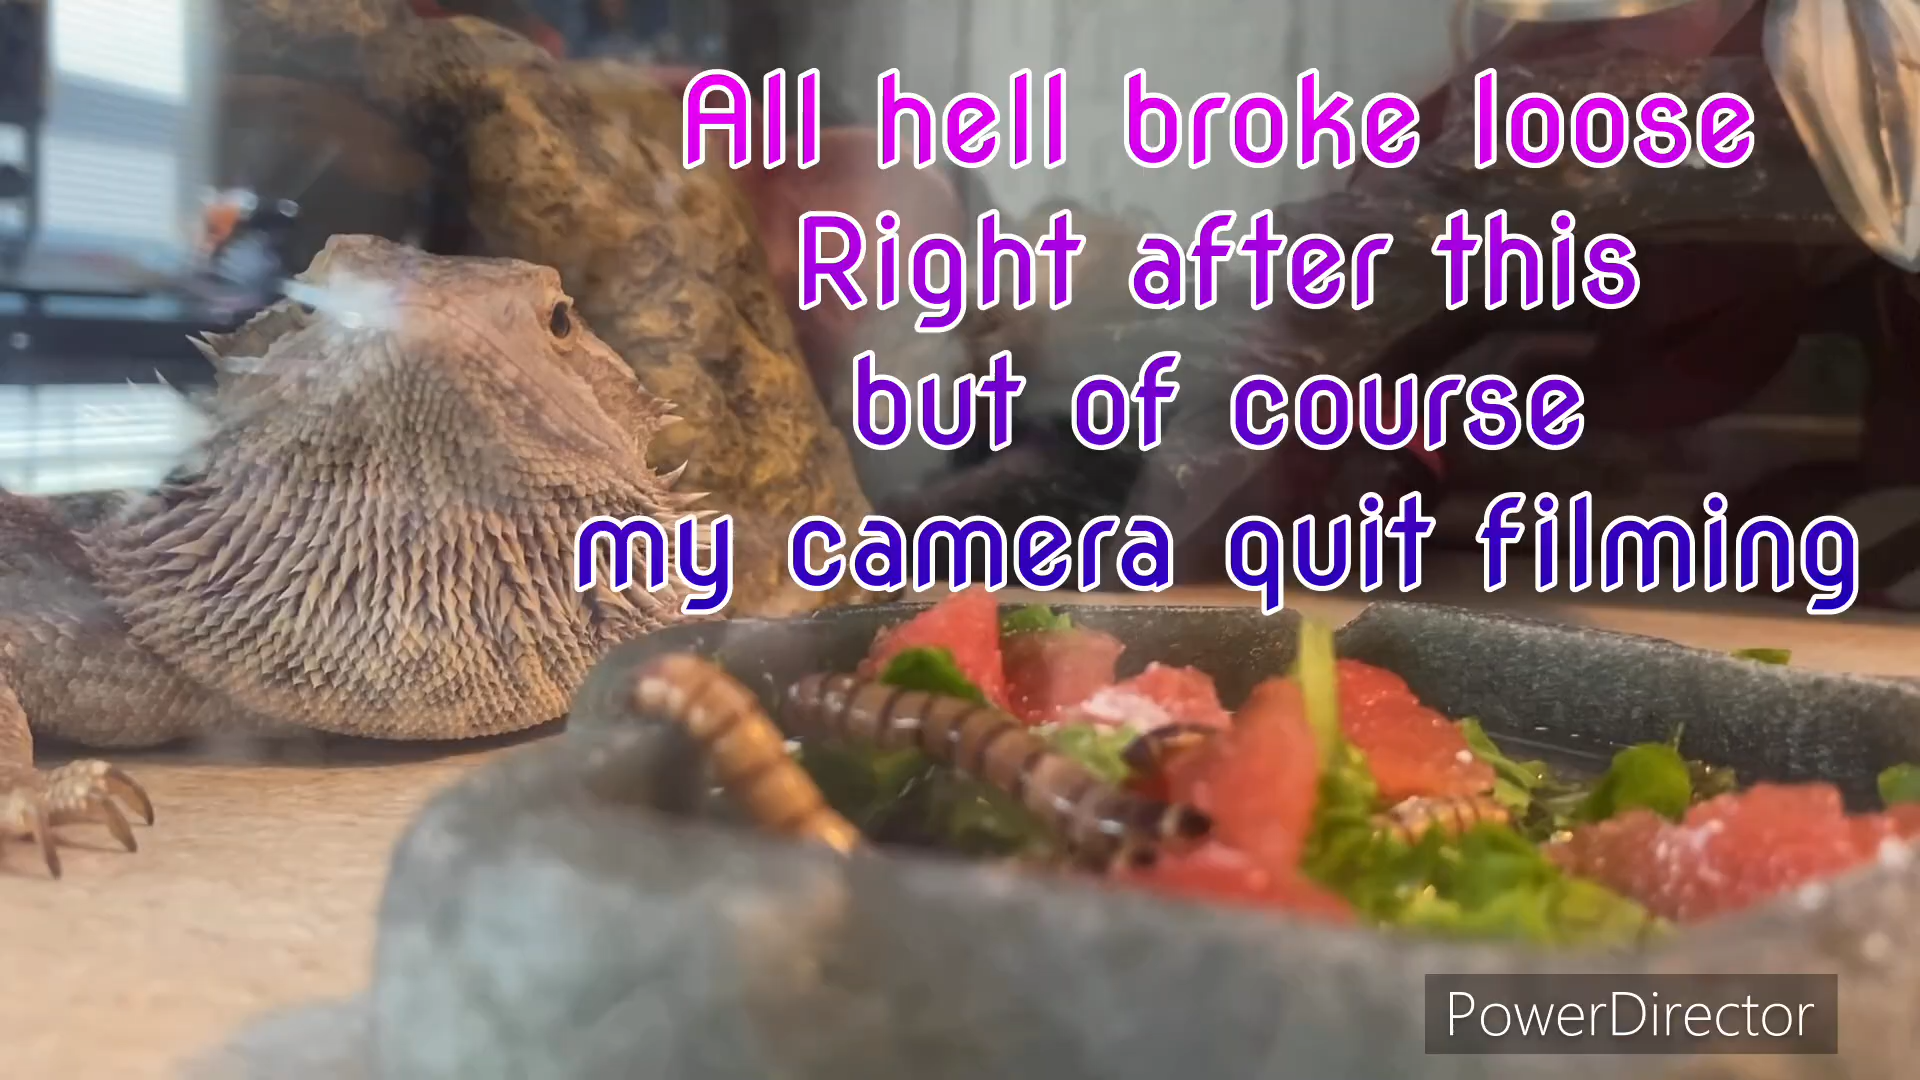 All hell broke loose
Right after this
but of course
my camera quit filming
PowerDirector